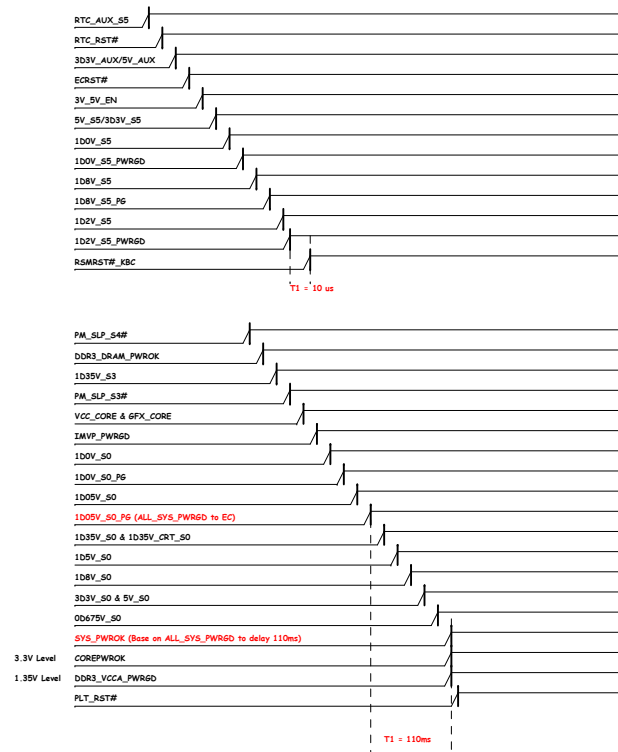 RTC_AUX_S5
RTC_RST#
3D3V_AUX/5V_AUX
ECRST#
3V_5V_EN
5V_S5/3D3V_S5
1D0V_S5
1D0V_S5_PWRGD
1D8V_S5
1D8V_S5_PG
1D2V_S5
1D2V_S5_PWRGD
RSMRST#_KBC
T1 = 10 us
PM_SLP_S4#
DDR3_DRAM_PWROK
1D35V_S3
PM_SLP_S3#
VCC_CORE & GFX_CORE
IMVP_PWRGD
1D0V_S0
1D0V_S0_PG
1D05V_S0
1D05V_S0_PG (ALL_SYS_PWRGD to EC)
1D35V_S0 & 1D35V_CRT_S0
1D5V_S0
1D8V_S0
3D3V_S0 & 5V_S0
0D675V_S0
SYS_PWROK (Base on ALL_SYS_PWRGD to delay 110ms)
3.3V Level COREPWROK
1.35V Level DDR3_VCCA_PWRGD
PLT_RST#
T1 = 110ms